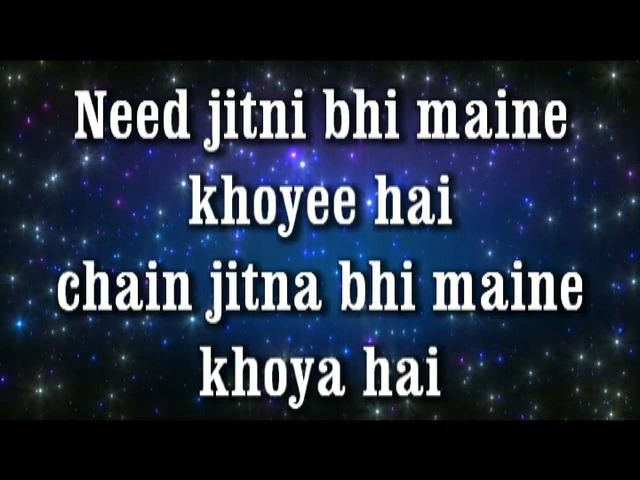 Need jitni bhi maine
khoyee hai
chain jitna bhi maine
khoya hai